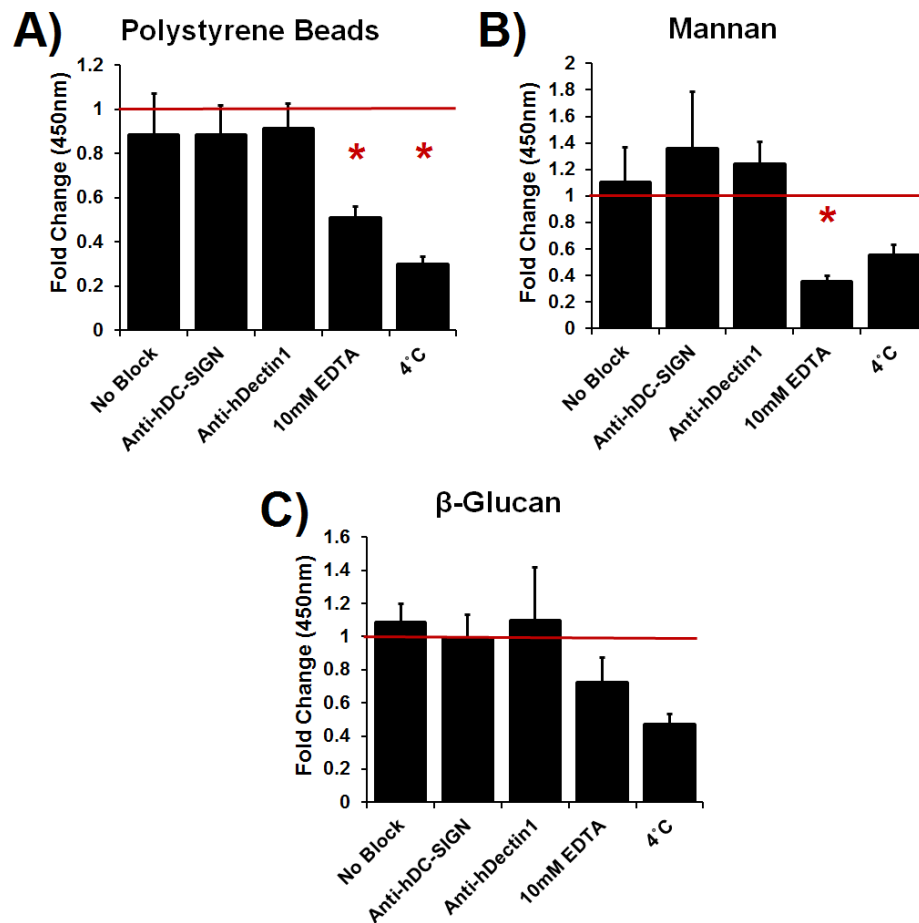 A)
Polystyrene Beads
Fold Change (450nm)
1.2
1
0.8
0.6
0.4
0.2
0
*
*
No Block
Anti-hDC-SIGN
Anti-hDectin1
10mM EDTA
4°C
B)
Mannan
Fold Change (450nm)
2
1.8
1.6
1.4
1.2
1
0.8
0.6
0.4
0.2
0
*
No Block
Anti-hDC-SIGN
Anti-hDectin1
10mM EDTA
4°C
C)
β-Glucan
Fold Change (450nm)
1.6
1.4
1.2
1
0.8
0.6
0.4
0.2
0
No Block
Anti-hDC-SIGN
Anti-hDectin1
10mM EDTA
4°C